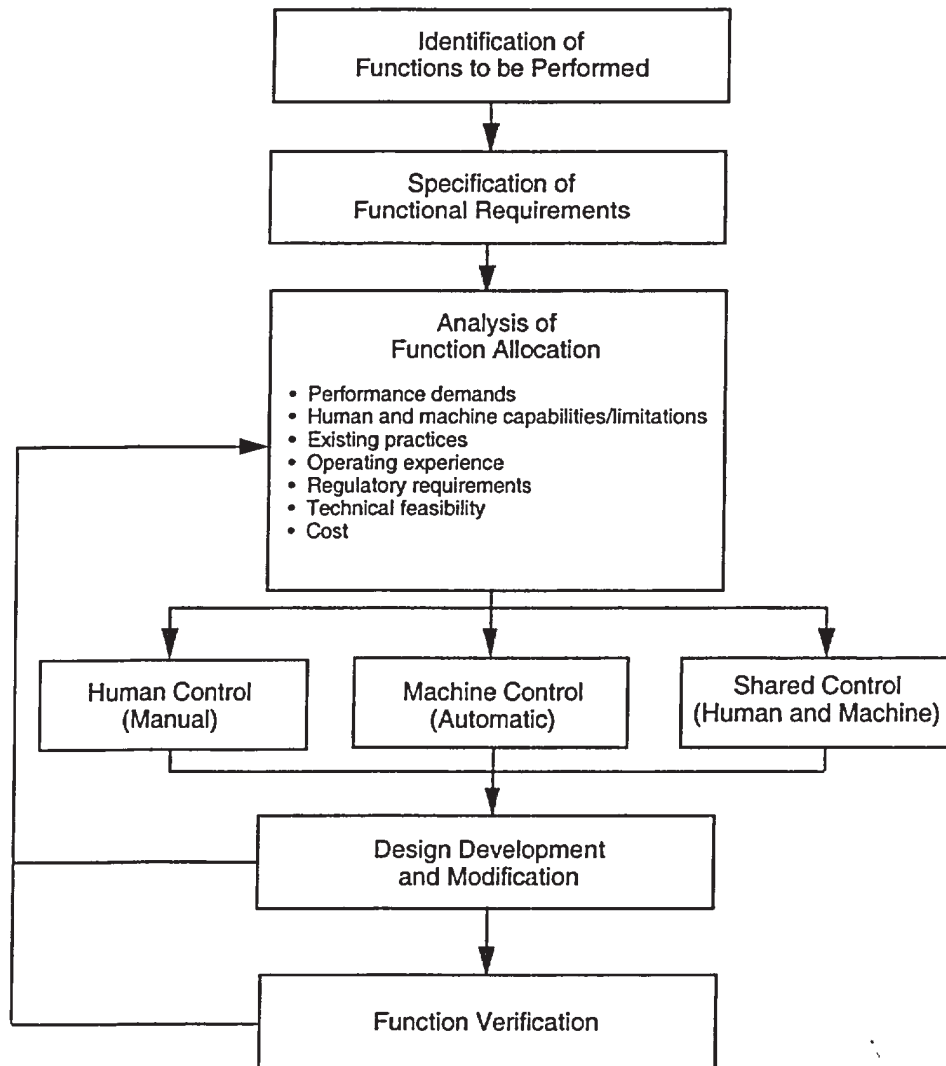 Identification of
Functions to be Performed
Specification of
Functional Requirements
Analysis of
Function Allocation
• Performance demands
• Human and machine capabilities/limitations
• Existing practices
• Operating experience
• Regulatory requirements
• Technical feasibility
• Cost
Human Control
(Manual)
Machine Control
(Automatic)
Shared Control
(Human and Machine)
Design Development
and Modification
Function Verification